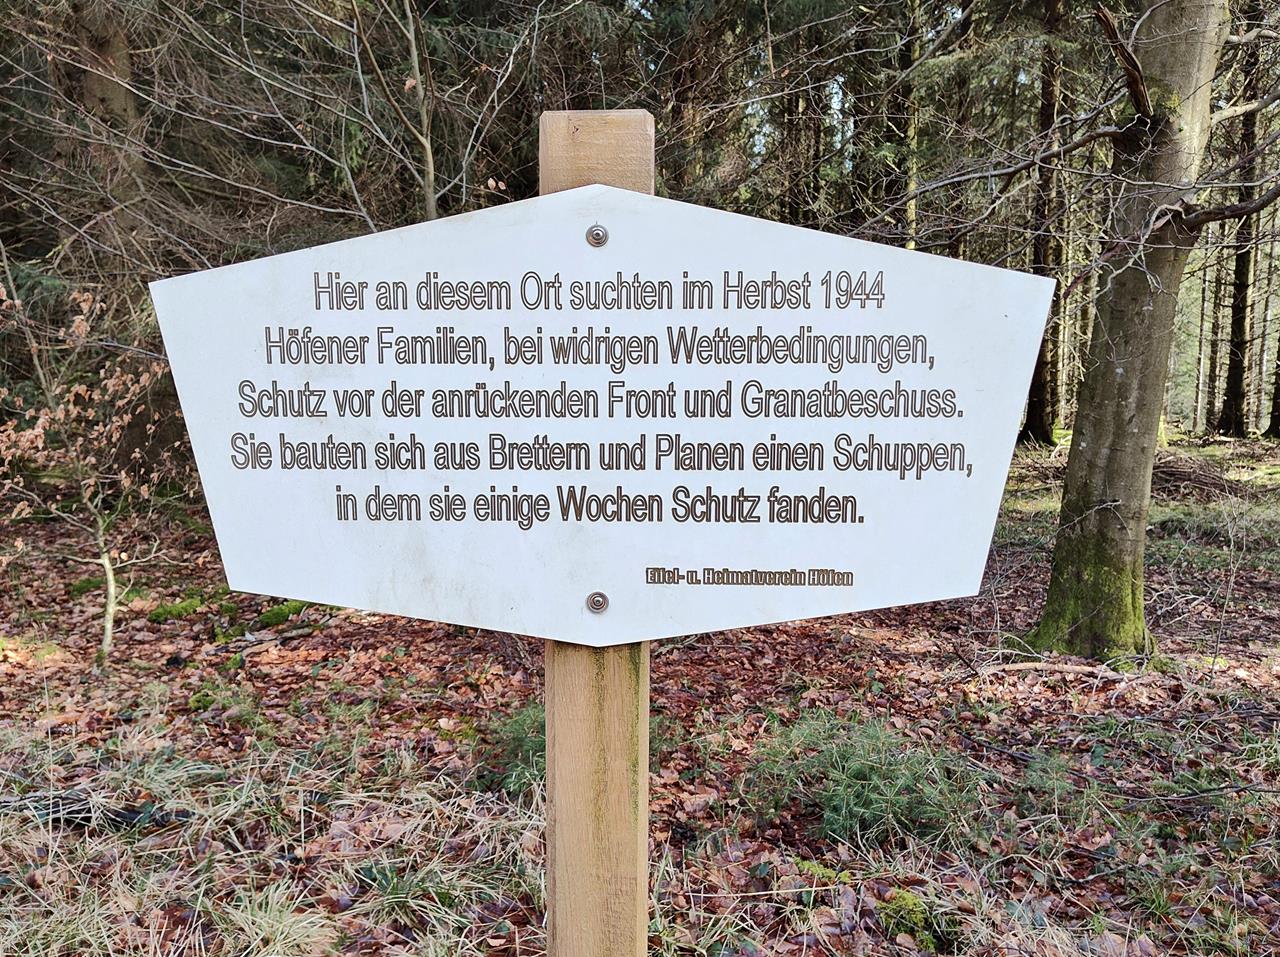 Hier an diesem Ort suchten im Herbst 1944
Höfener Familien, bei widrigen Wetterbedingungen,
Schutz vor der anrückenden Front und Granatbeschuss.
Sie bauten sich aus Brettern und Planen einen Schuppen,
in dem sie einige Wochen Schutz fanden.
Eifel- u. Heimatverein Höfen